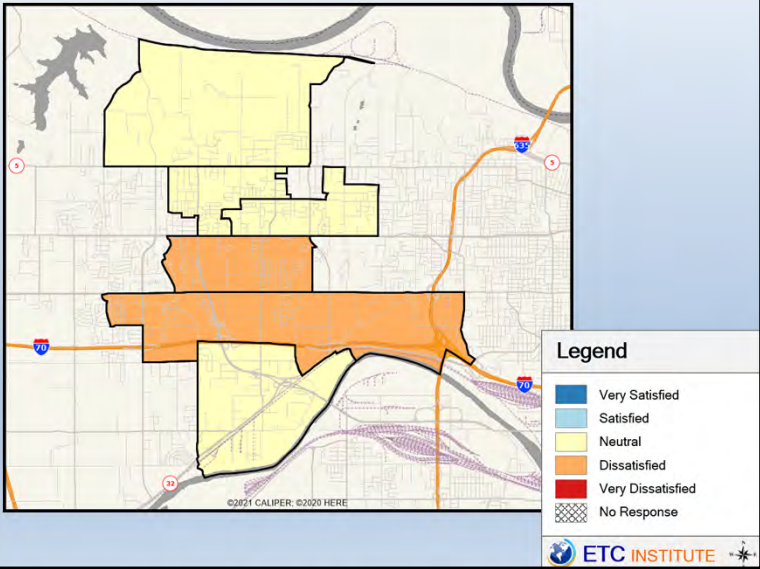 635
5
5
70
70
32
©2021 CALIPER; ©2020 HERE
Legend
Very Satisfied
Satisfied
Neutral
Dissatisfied
Very Dissatisfied
No Response
ETC INSTITUTE